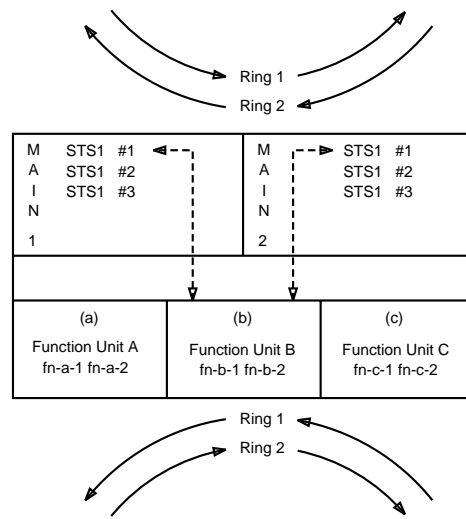 Ring 1
Ring 2
MAIN 1
STS1 #1
STS1 #2
STS1 #3
MAIN 2
STS1 #1
STS1 #2
STS1 #3
(a)
Function Unit A
fn-a-1 fn-a-2
(b)
Function Unit B
fn-b-1 fn-b-2
(c)
Function Unit C
fn-c-1 fn-c-2
Ring 1
Ring 2